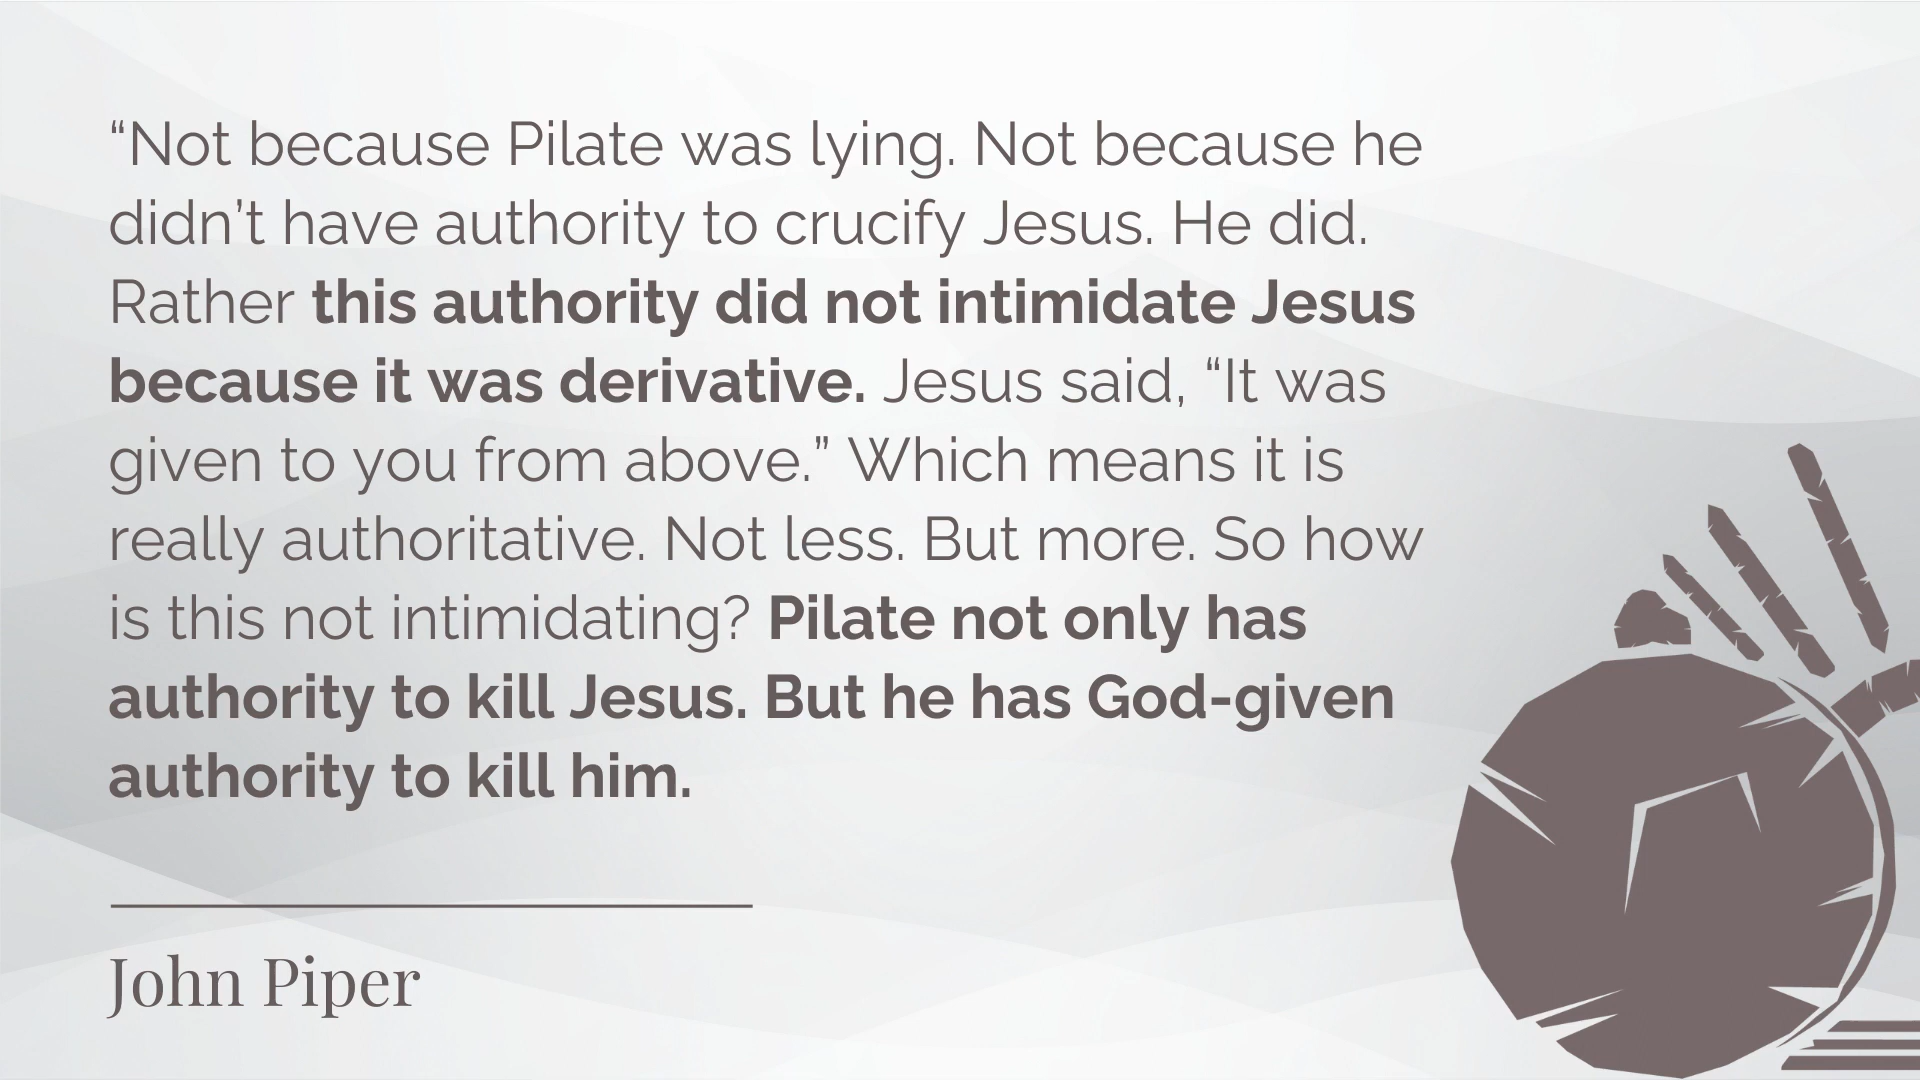 “Not because Pilate was lying. Not because he
didn’t have authority to crucify Jesus. He did.
Rather this authority did not intimidate Jesus
because it was derivative. Jesus said, “It was
given to you from above.” Which means it is
really authoritative. Not less. But more. So how
is this not intimidating? Pilate not only has
authority to kill Jesus. But he has God-given
authority to kill him.
John Piper